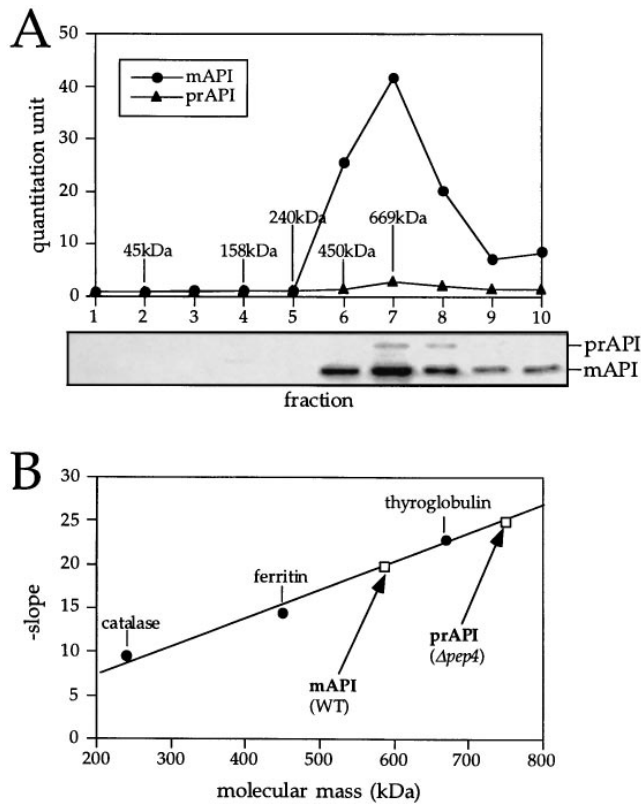 A
50
40
30
20
10
0
quantitation unit
mAPI
prAPI
45kDa
158kDa
240kDa
450kDa
669kDa
1 2 3 4 5 6 7 8 9 10
prAPI
mAPI
fraction
B
30
25
20
15
10
5
0
-slope
catalase
ferritin
thyroglobulin
mAPI
(WT)
prAPI
(Δpep4)
200 300 400 500 600 700 800
molecular mass (kDa)